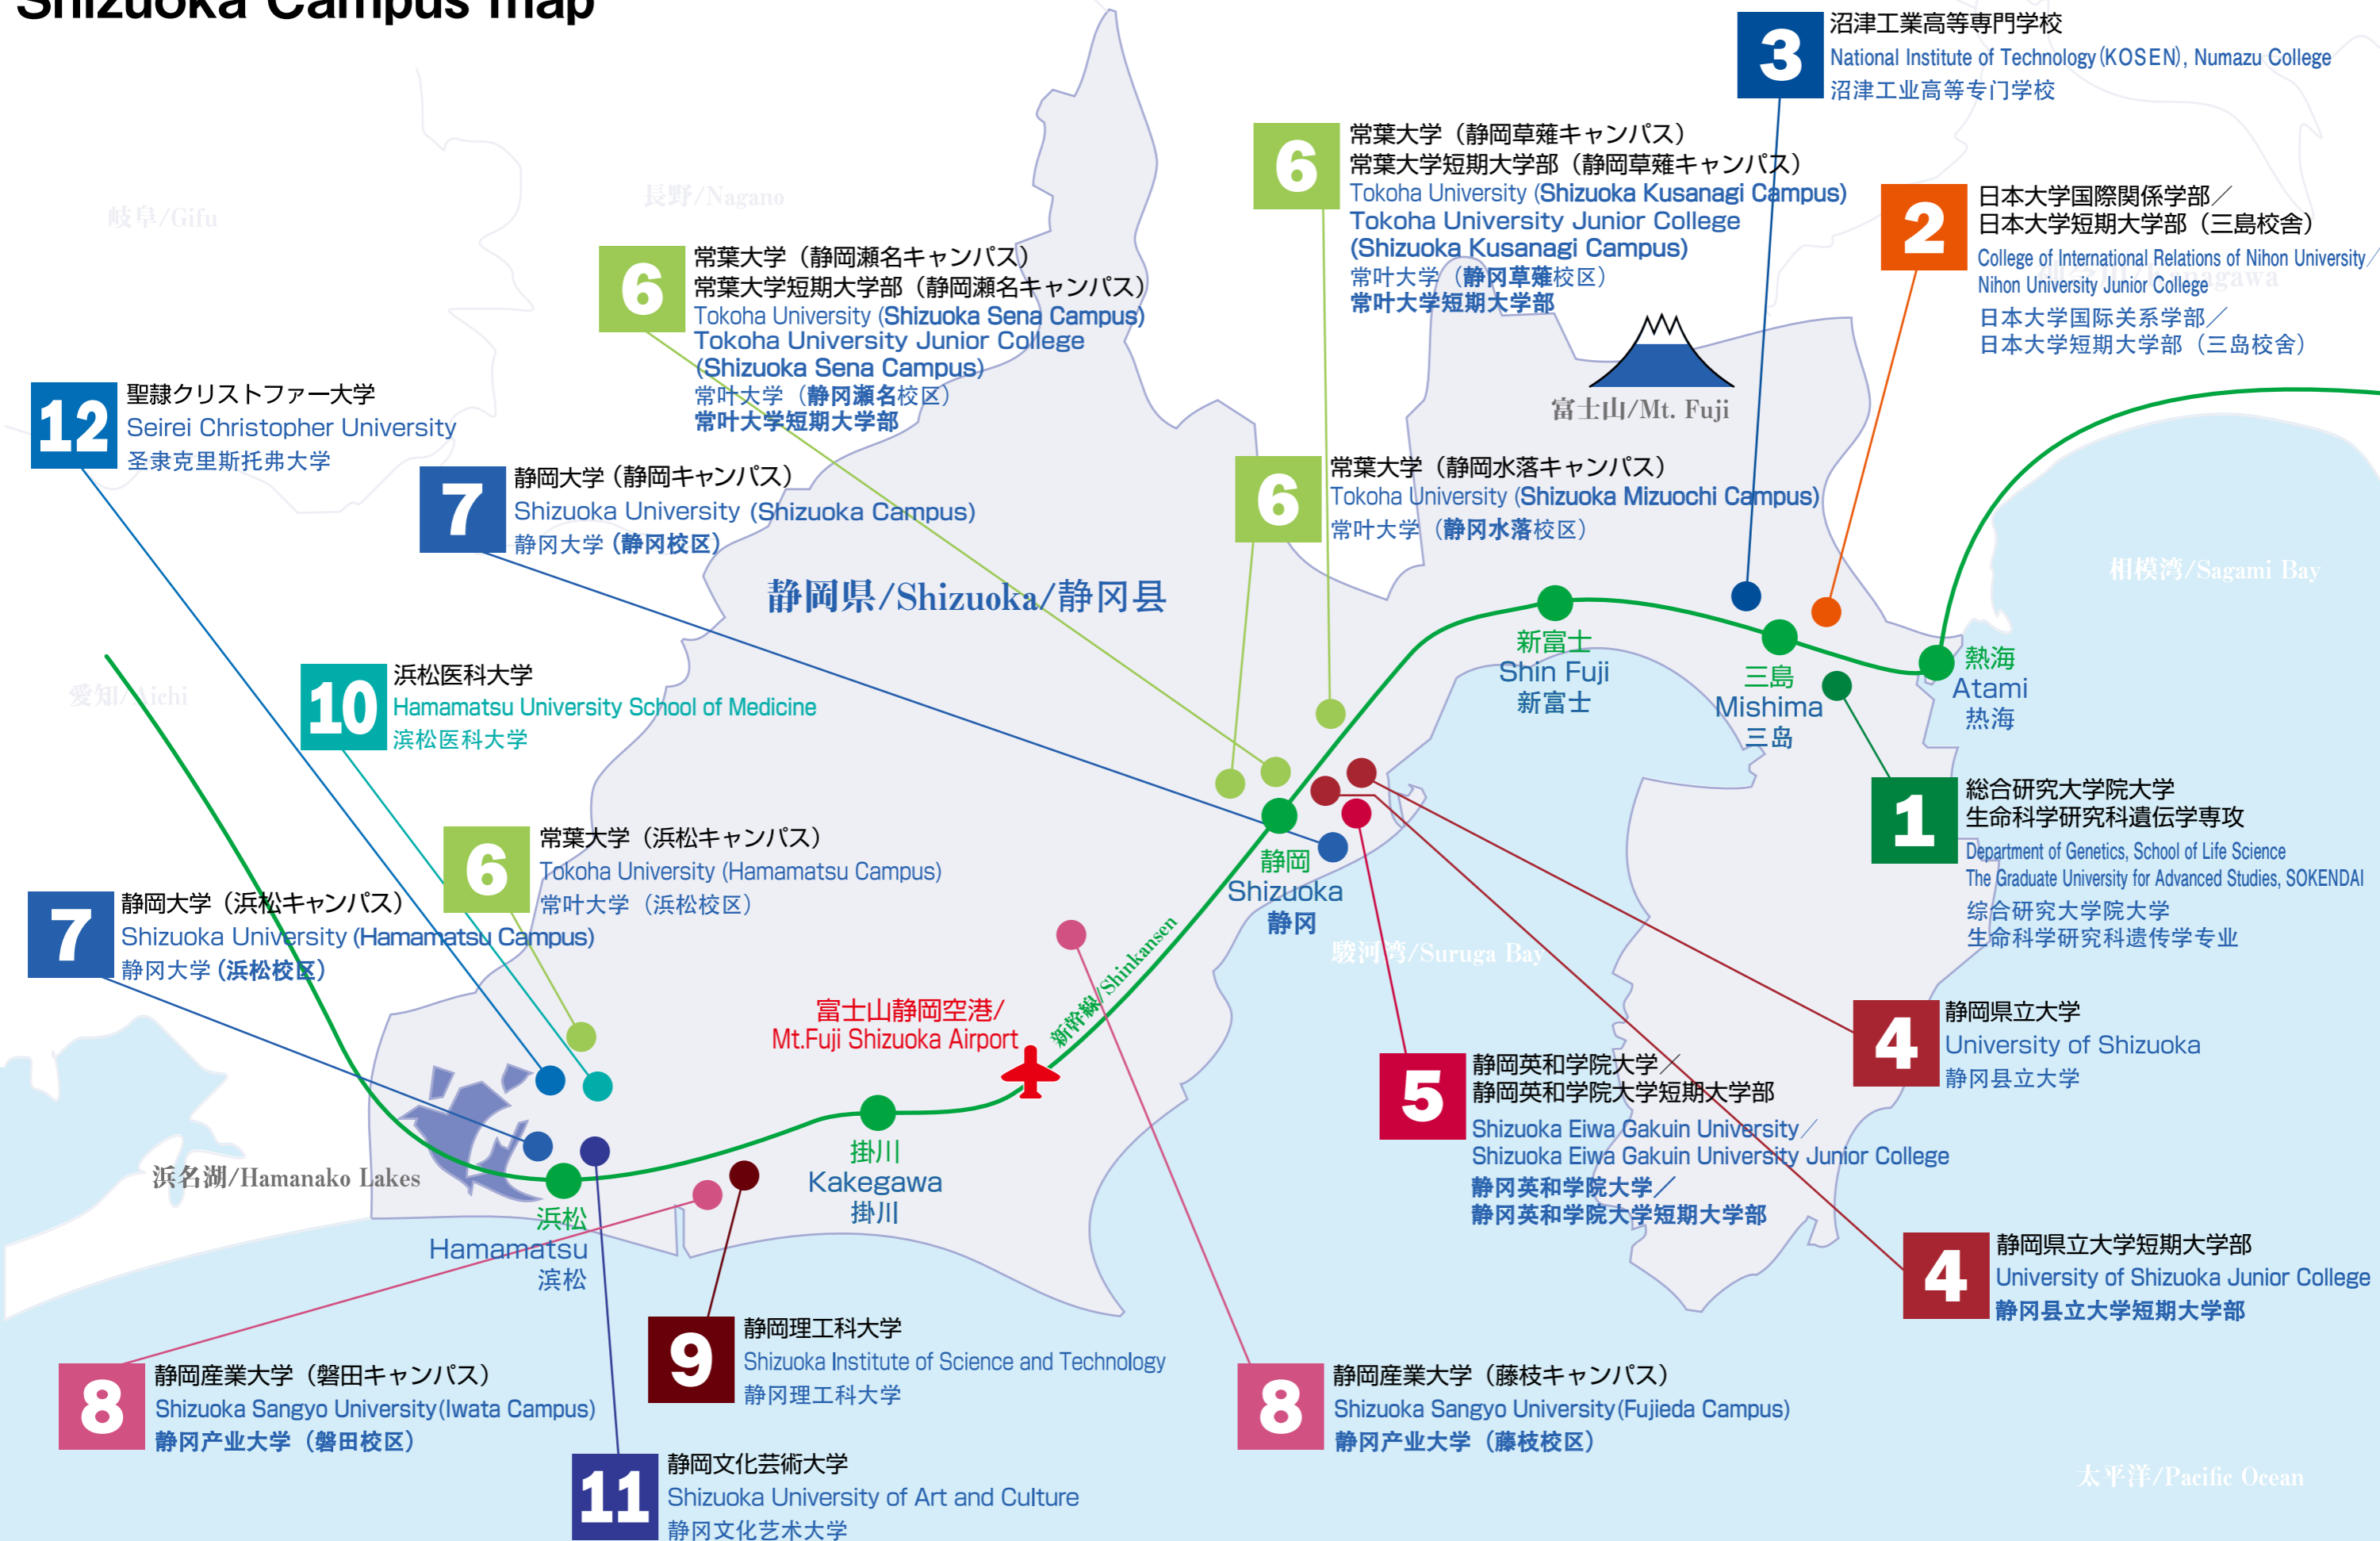 Shizuoka Campus map
3
沼津工業高等専門学校
National Institute of Technology(KOSEN), Numazu College
沼津工业高等专门学校
6
常葉大学（静岡草薙キャンパス）
常葉大学短期大学部（静岡草薙キャンパス）
Tokoha University (Shizuoka Kusanagi Campus)
Tokoha University Junior College
(Shizuoka Kusanagi Campus)
常叶大学（静冈草薙校区）
常叶大学短期大学部
2
日本大学国際関係学部／
日本大学短期大学部（三島校舎）
College of International Relations of Nihon University／
Nihon University Junior College
日本大学国际关系学部／
日本大学短期大学部（三岛校舍）
岐阜/Gifu
長野/Nagano
6
常葉大学（静岡瀬名キャンパス）
常葉大学短期大学部（静岡瀬名キャンパス）
Tokoha University (Shizuoka Sena Campus)
Tokoha University Junior College
(Shizuoka Sena Campus)
常叶大学（静冈瀬名校区）
常叶大学短期大学部
富士山/Mt. Fuji
12
聖隷クリストファー大学
Seirei Christopher University
圣隶克里斯托弗大学
7
静岡大学（静岡キャンパス）
Shizuoka University (Shizuoka Campus)
静冈大学（静冈校区）
6
常葉大学（静岡水落キャンパス）
Tokoha University (Shizuoka Mizuochi Campus)
常叶大学（静冈水落校区）
静岡県/Shizuoka/静冈县
相模湾/Sagami Bay
愛知/Aichi
10
浜松医科大学
Hamamatsu University School of Medicine
滨松医科大学
新富士
Shin Fuji
新富士
三島
Mishima
三岛
熱海
Atami
热海
1
総合研究大学院大学
生命科学研究科遺伝学専攻
Department of Genetics, School of Life Science
The Graduate University for Advanced Studies, SOKENDAI
综合研究大学院大学
生命科学研究科遗传学专业
6
常葉大学（浜松キャンパス）
Tokoha University (Hamamatsu Campus)
常叶大学（浜松校区）
7
静岡大学（浜松キャンパス）
Shizuoka University (Hamamatsu Campus)
静冈大学（浜松校区）
静岡
Shizuoka
静冈
駿河湾/Suruga Bay
新幹線/Shinkansen
富士山静岡空港/
Mt.Fuji Shizuoka Airport
4
静岡県立大学
University of Shizuoka
静冈县立大学
5
静岡英和学院大学／
静岡英和学院大学短期大学部
Shizuoka Eiwa Gakuin University／
Shizuoka Eiwa Gakuin University Junior College
静冈英和学院大学／
静冈英和学院大学短期大学部
浜名湖/Hamanako Lakes
浜松
Hamamatsu
滨松
掛川
Kakegawa
掛川
4
静岡県立大学短期大学部
University of Shizuoka Junior College
静冈县立大学短期大学部
9
静岡理工科大学
Shizuoka Institute of Science and Technology
静冈理工科大学
8
静岡産業大学（磐田キャンパス）
Shizuoka Sangyo University(Iwata Campus)
静冈产业大学（磐田校区）
8
静岡産業大学（藤枝キャンパス）
Shizuoka Sangyo University(Fujieda Campus)
静冈产业大学（藤枝校区）
11
静岡文化芸術大学
Shizuoka University of Art and Culture
静冈文化艺术大学
太平洋/Pacific Ocean